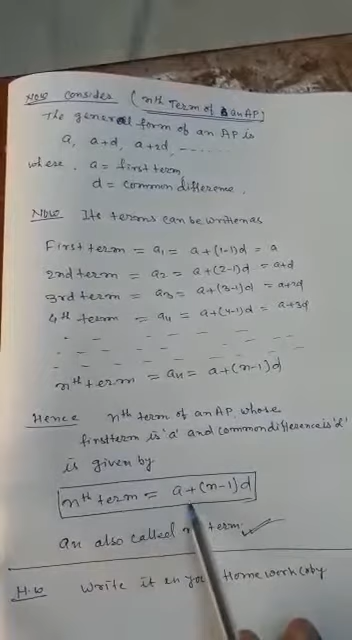 Now Consider (nth Term of an AP)
The general form of an AP is
a, a+d, a+2d, -------
where, a = first term
d = common difference.
Now Its terms can be written as
First term = a₁ = a+(1-1)d = a
2nd term = a₂ = a+(2-1)d = a+d
3rd term = a₃ = a+(3-1)d = a+2d
4th term = a₄ = a+(4-1)d = a+3d
nth term = an = a+(n-1)d
Hence nth term of an AP, whose
first term is 'a' and common difference is 'd'
is given by
nth term = a+(n-1)d
an also called term.
H.W Write it in your Homework copy